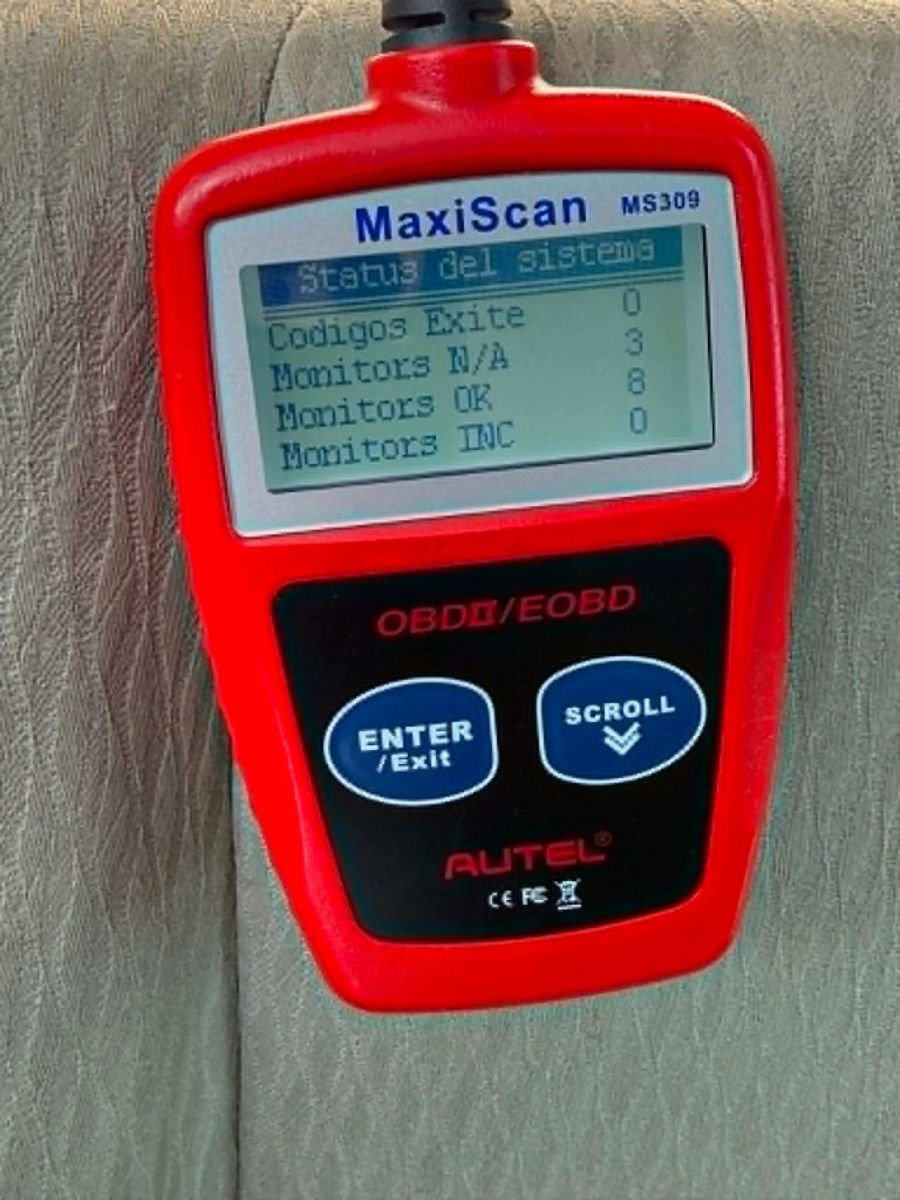 MaxiScan MS309
Status del sistema
Codigos Exite 0
Monitors N/A 3
Monitors OK 8
Monitors INC 0
OBDII/EOBD
ENTER
/Exit
SCROLL
AUTEL®
CE FC